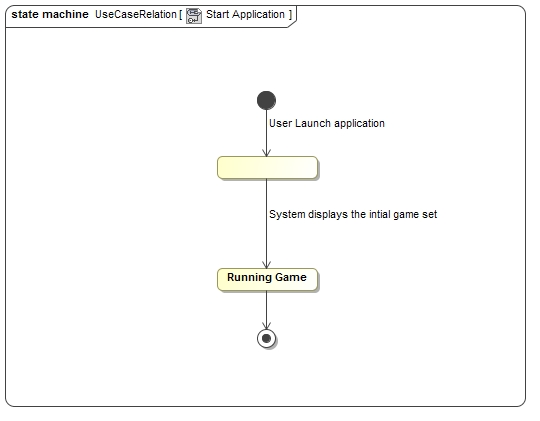 state machine UseCaseRelation [ Start Application ]
User Launch application
System displays the intial game set
Running Game